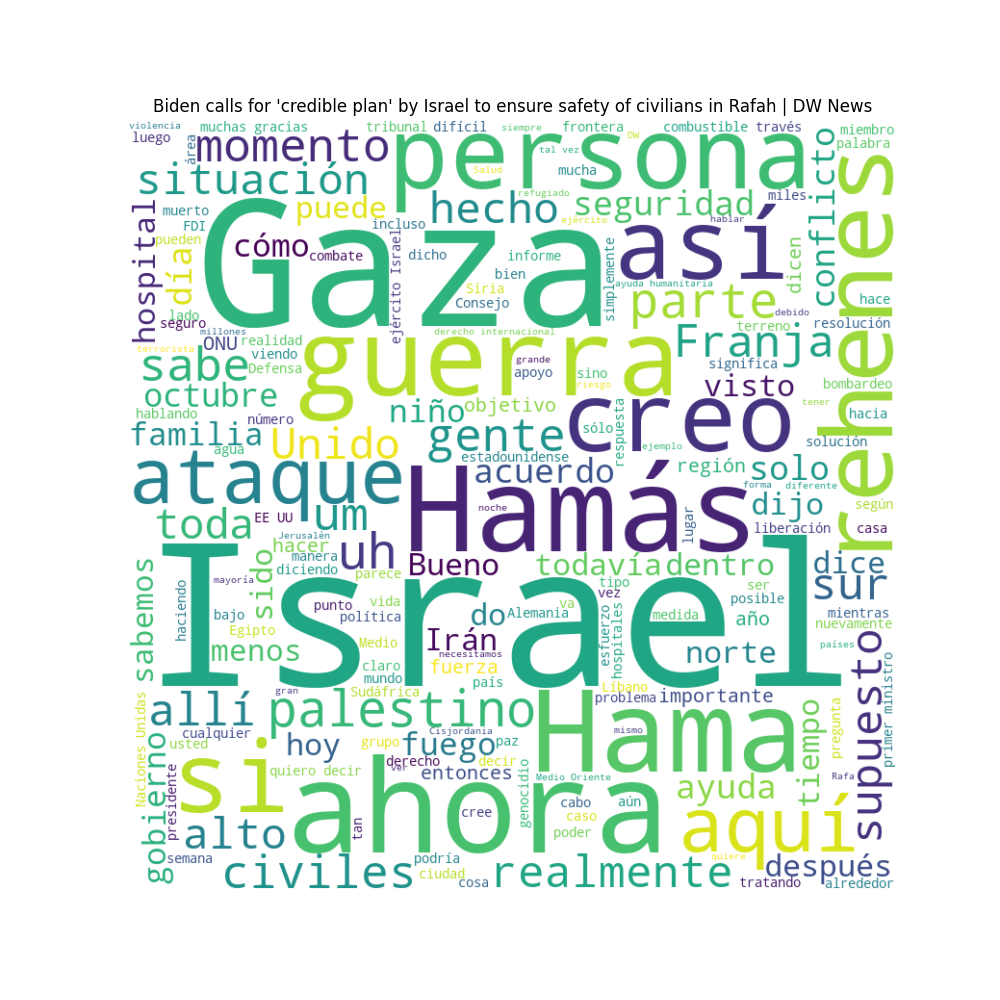 Biden calls for 'credible plan' by Israel to ensure safety of civilians in Rafah | DW News
violencia
muchas gracias
tribunal
difícil
siempre
frontera
DW
combustible
través
miembro
luego
área
momento
persona
tal vez
mucha
palabra
situación
Salud
refugiado
miles
conflicto
rehenes
hospital
muerto
puede
hecho
seguridad
FDI
incluso
ejército
hablar
así
pueden
día
cómo
combate
ejército Israel
dicho
informe
bien
simplemente
dicen
Gaza
Siria
Consejo
ayuda humanitaria
parte
hace
lado
seguro
millones
derecho internacional
debido
terreno
resolución
ONU
realidad
terrorista
viendo
guerra
grande
Franja
sabe
Defensa
apoyo
sino
significa
riesgo
visto
bombardeo
octubre
niño
objetivo
creo
tener
hablando
número
sólo
respuesta
hacia
familia
Unido
gente
ejemplo
solución
agua
estadounidense
ataque
acuerdo
región
solo
forma
diferente
según
Hamás
noche
toda
EE UU
um
lugar
dijo
liberación
casa
Jerusalén
hacer
uh
manera
diciendo
Bueno
todavía
dentro
dice
sabemos
haciendo
mayoría
sido
parece
tipo
ser
sur
vez
posible
bajo
punto
vida
política
do
Alemania
va
esfuerzo
hospitales
medida
año
mientras
nuevamente
Israel
Egipto
Irán
menos
Medio
necesitamos
norte
países
supuesto
claro
fuerza
mundo
país
Líbano
primer ministro
Naciones Unidas
gran
Sudáfrica
problema
importante
allí
palestino
Hama
cualquier
Cisjordania
mismo
tiempo
pregunta
gobierno
usted
hoy
grupo
fuego
paz
derecho
decir
ver
si
quiero decir
entonces
genocidio
Medio Oriente
Rafa
presidente
ahora
ayuda
cabo
aún
aquí
alto
tan
cree
caso
poder
semana
podría
quiere
después
civiles
ciudad
cosa
realmente
tratando
alrededor